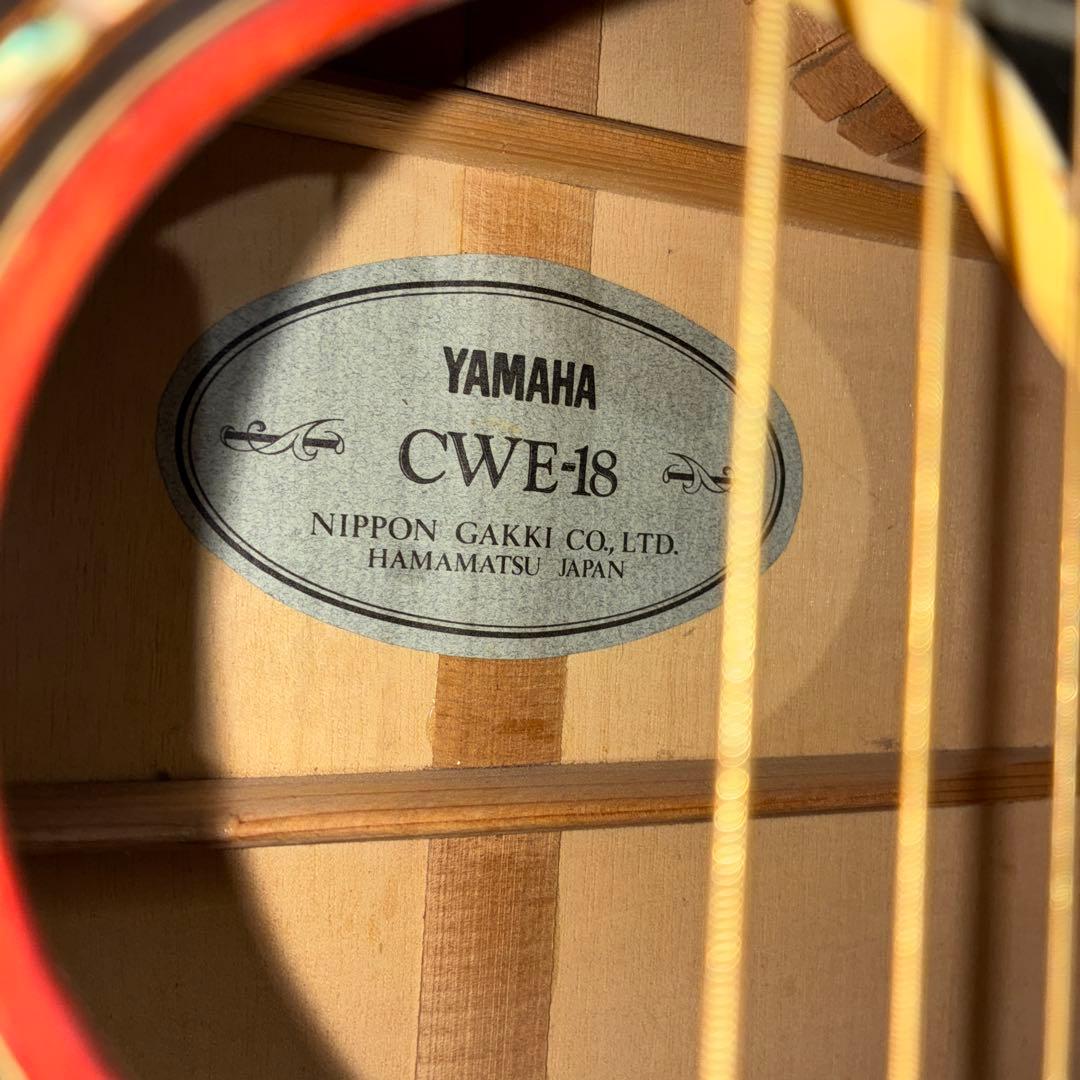 YAMAHA
CWE-18
NIPPON GAKKI CO., LTD.
HAMAMATSU JAPAN